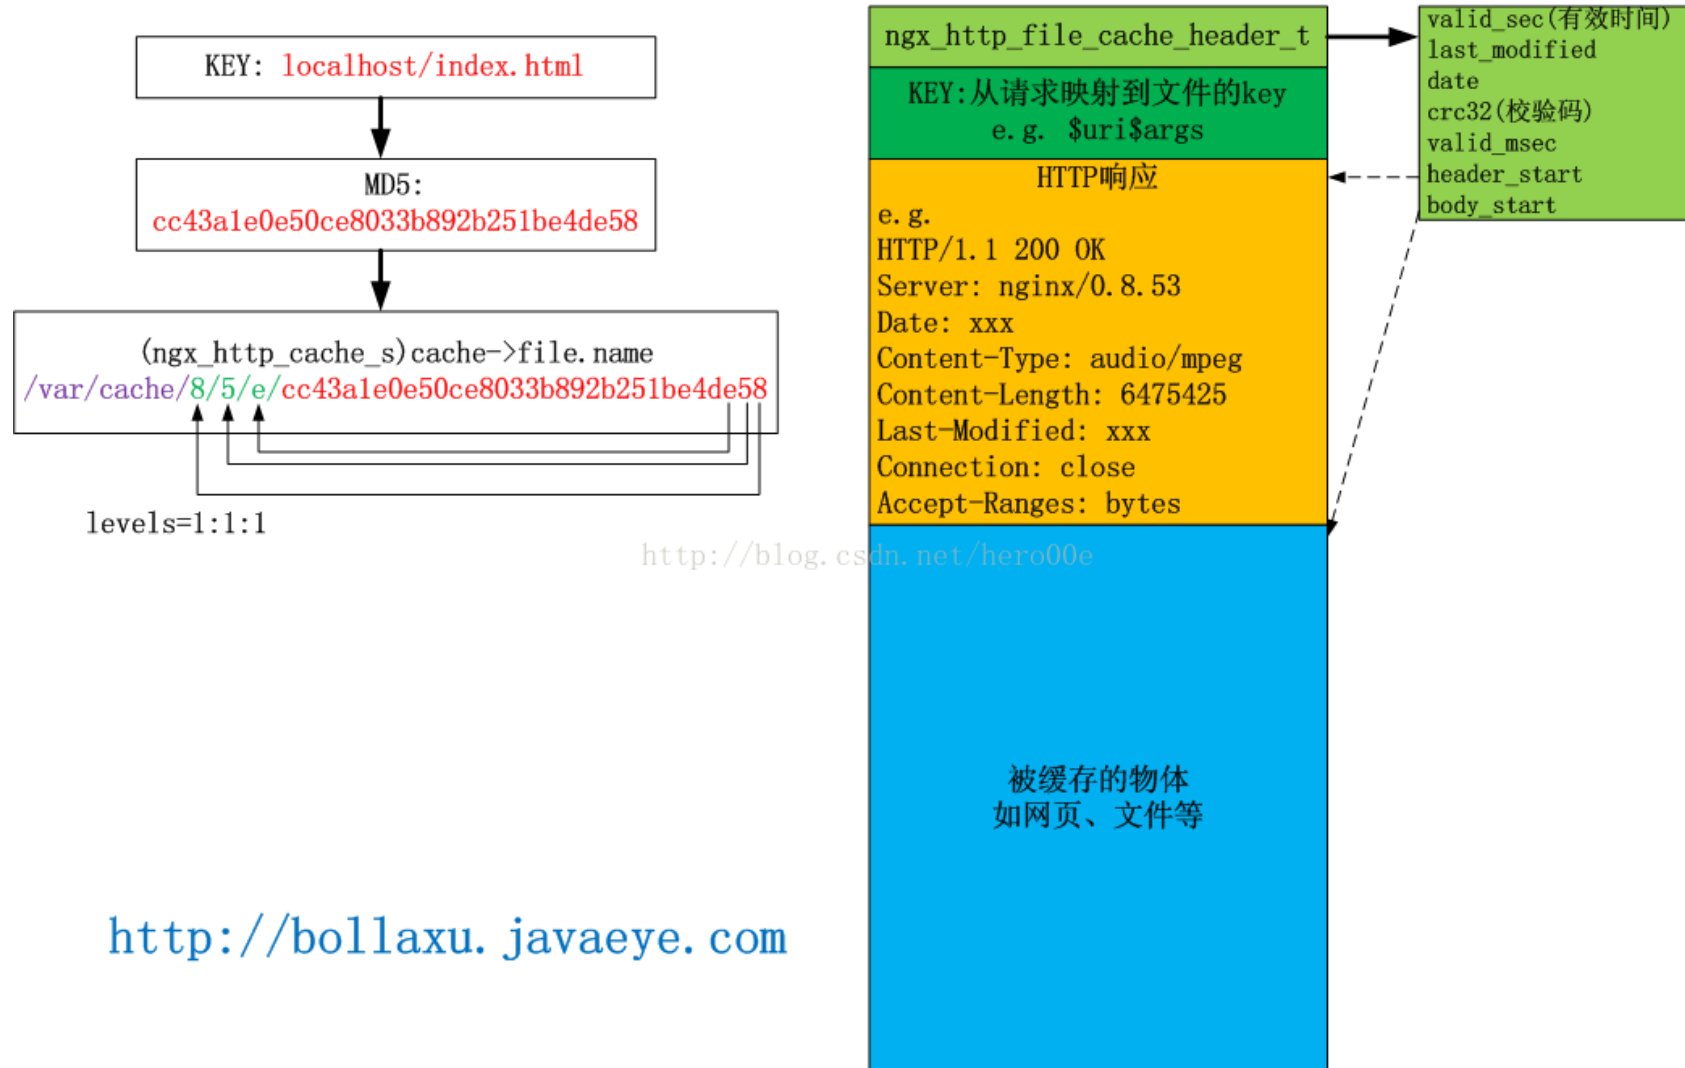 KEY: localhost/index.html
MD5:
cc43a1e0e50ce8033b892b251be4de58
(ngx_http_cache_s)cache->file.name
/var/cache/8/5/e/cc43a1e0e50ce8033b892b251be4de58
levels=1:1:1
http://bollaxu.javaeye.com
ngx_http_file_cache_header_t
KEY:从请求映射到文件的key
e.g. $uri$args
HTTP响应
e.g.
HTTP/1.1 200 OK
Server: nginx/0.8.53
Date: xxx
Content-Type: audio/mpeg
Content-Length: 6475425
Last-Modified: xxx
Connection: close
Accept-Ranges: bytes
http://blog.csdn.net/hero00e
被缓存的物体
如网页、文件等
valid_sec(有效时间)
last_modified
date
crc32(校验码)
valid_msec
header_start
body_start